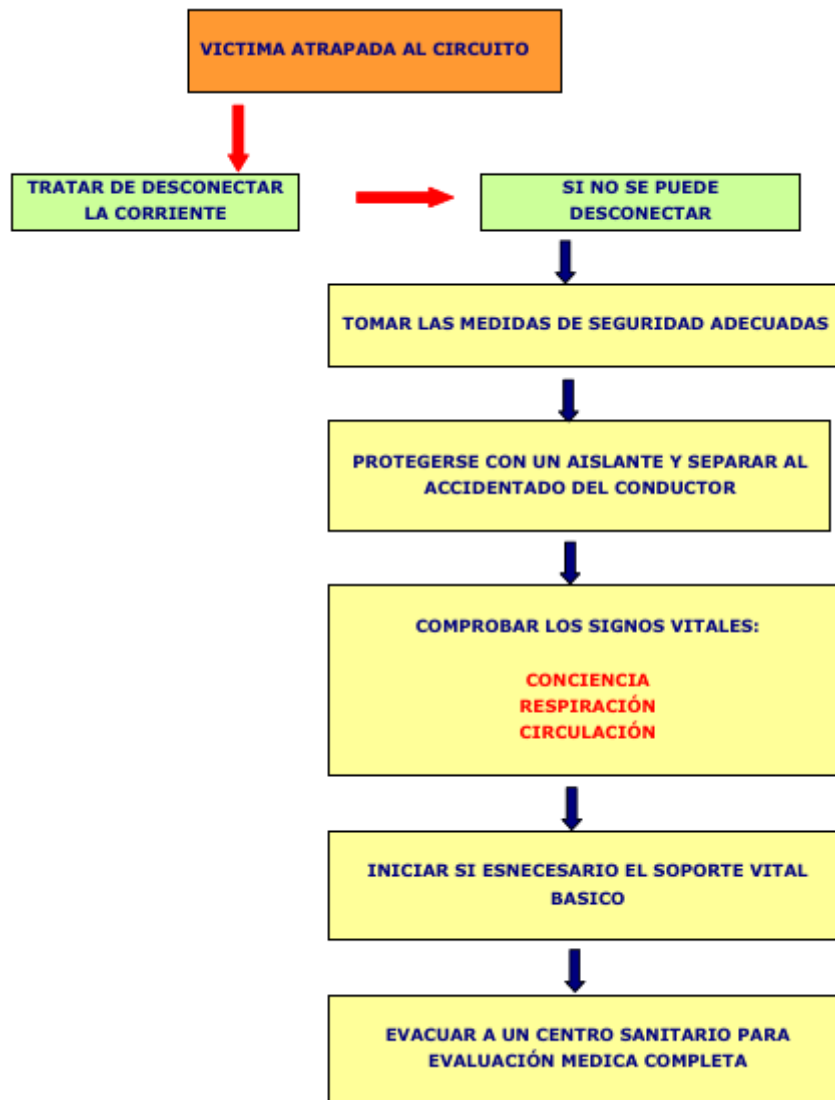 VICTIMA ATRAPADA AL CIRCUITO
TRATAR DE DESCONECTAR
LA CORRIENTE
SI NO SE PUEDE
DESCONECTAR
TOMAR LAS MEDIDAS DE SEGURIDAD ADECUADAS
PROTEGERSE CON UN AISLANTE Y SEPARAR AL
ACCIDENTADO DEL CONDUCTOR
COMPROBAR LOS SIGNOS VITALES:
CONCIENCIA
RESPIRACIÓN
CIRCULACIÓN
INICIAR SI ESNECESARIO EL SOPORTE VITAL
BASICO
EVACUAR A UN CENTRO SANITARIO PARA
EVALUACIÓN MEDICA COMPLETA